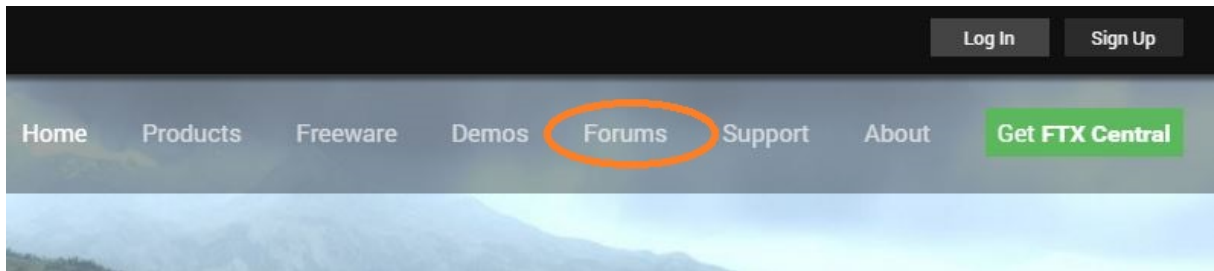 Log In Sign Up
Home Products Freeware Demos Forums Support About Get FTX Central